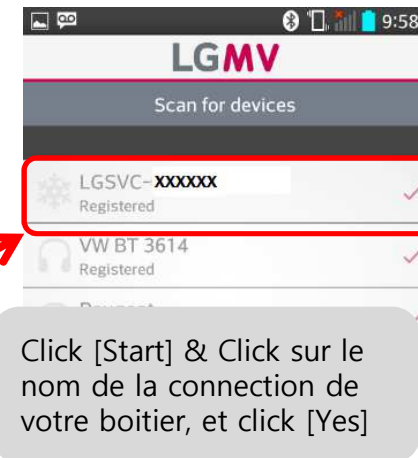 9:58
LGMV
Scan for devices
LGSVC-XXXXXX
Registered
VW BT 3614
Registered
Click [Start] & Click sur le
nom de la connection de
votre boitier, et click [Yes]